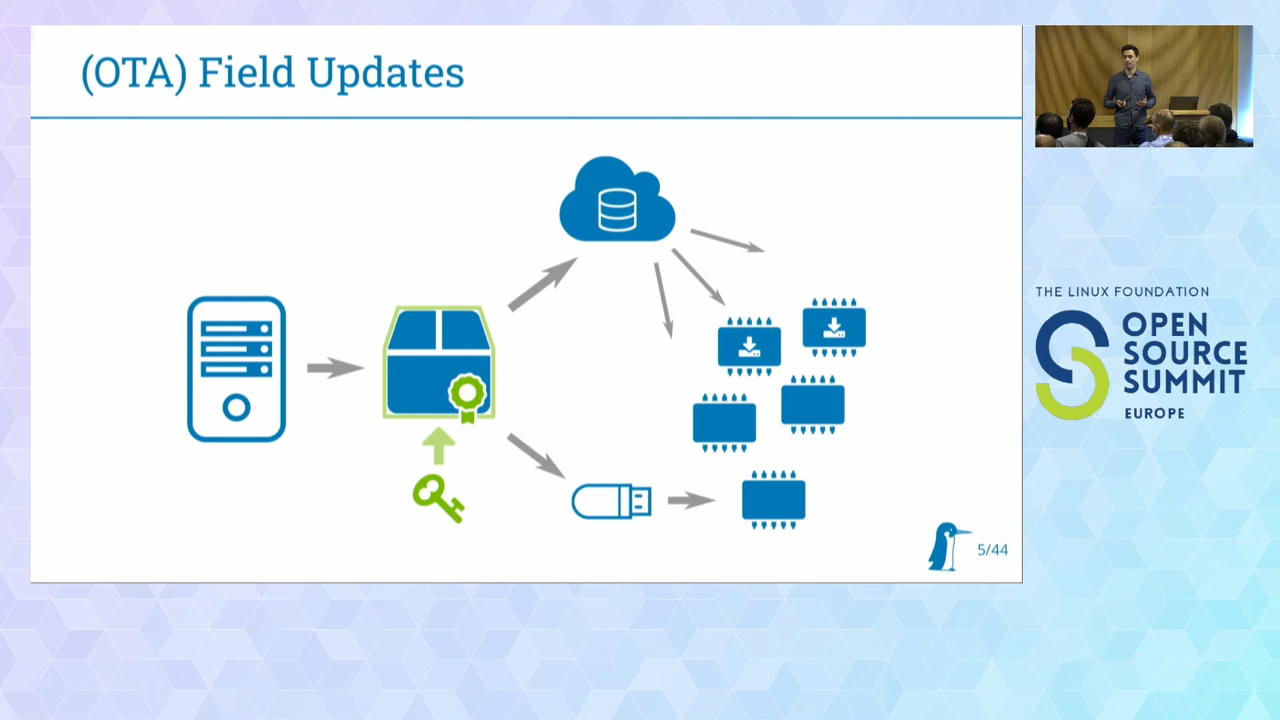 (OTA) Field Updates
5/44
THE LINUX FOUNDATION
OPEN
SOURCE
SUMMIT
EUROPE